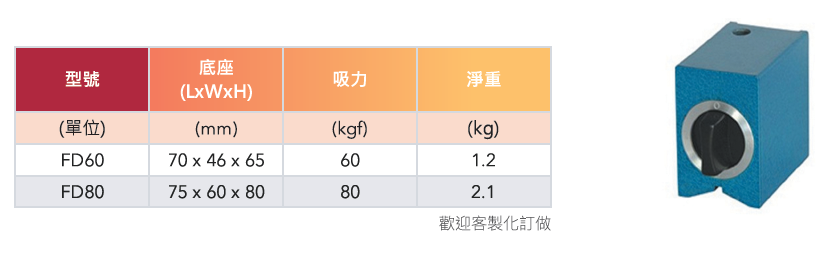 型號 底座 吸力 淨重
(LxWxH)
(單位) (mm) (kgf) (kg)
FD60 70 x 46 x 65 60 1.2
FD80 75 x 60 x 80 80 2.1
歡迎客製化訂做